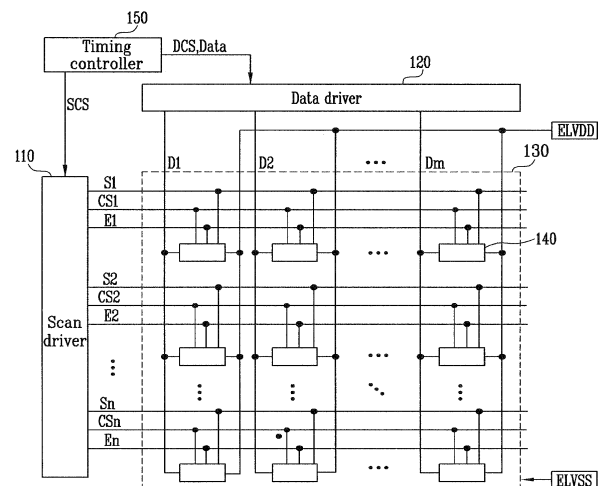 150
Timing
controller
DCS,Data
120
Data driver
SCS
ELVDD
110
D1
D2
Dm
130
S1
CS1
E1
140
S2
CS2
E2
Scan
driver
Sn
CSn
En
ELVSS